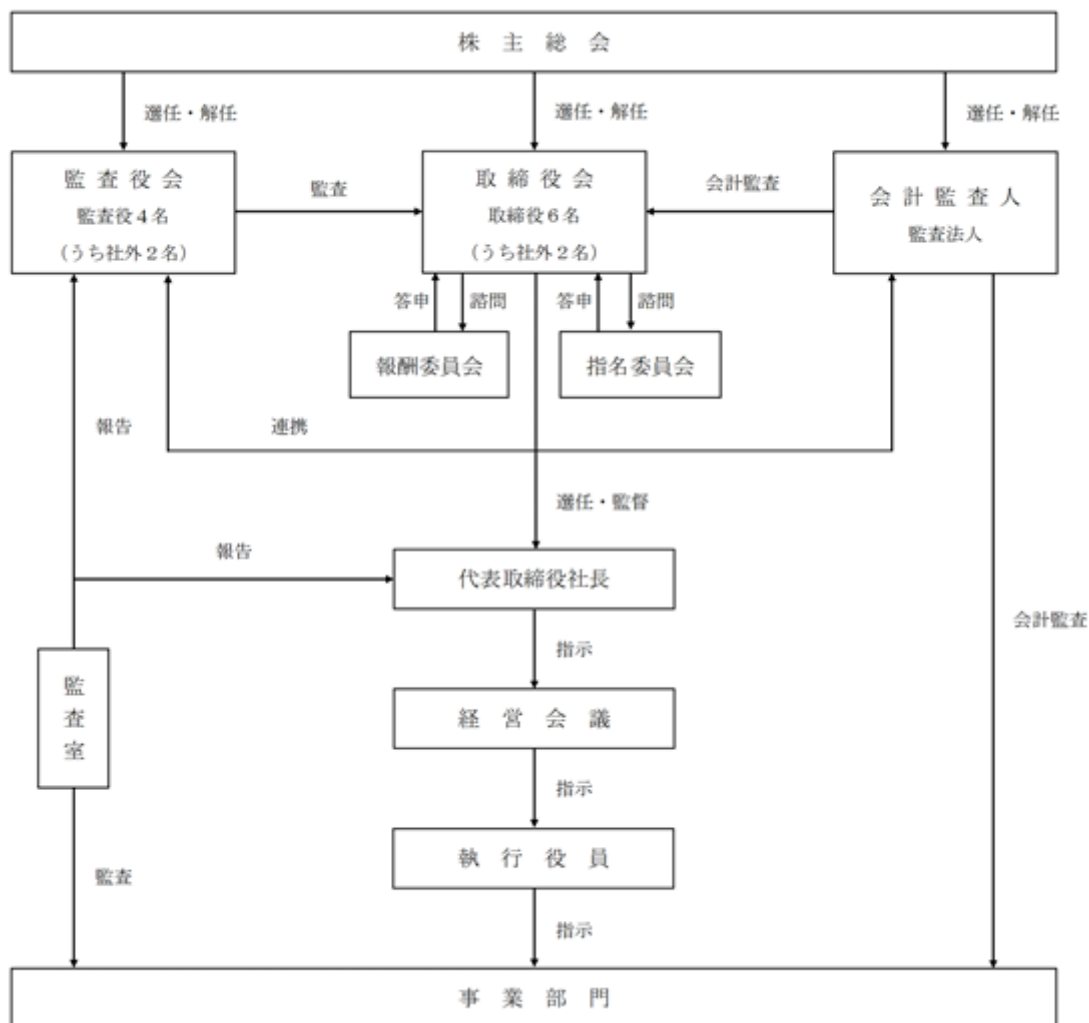 株主総会
選任・解任
選任・解任
選任・解任
監査役会
監査役4名
（うち社外2名）
監査
取締役会
取締役6名
（うち社外2名）
会計監査
会計監査人
監査法人
答申
諮問
答申
諮問
報酬委員会
指名委員会
報告
連携
選任・監督
報告
代表取締役社長
会計監査
指示
監査室
経営会議
指示
執行役員
監査
指示
事業部門